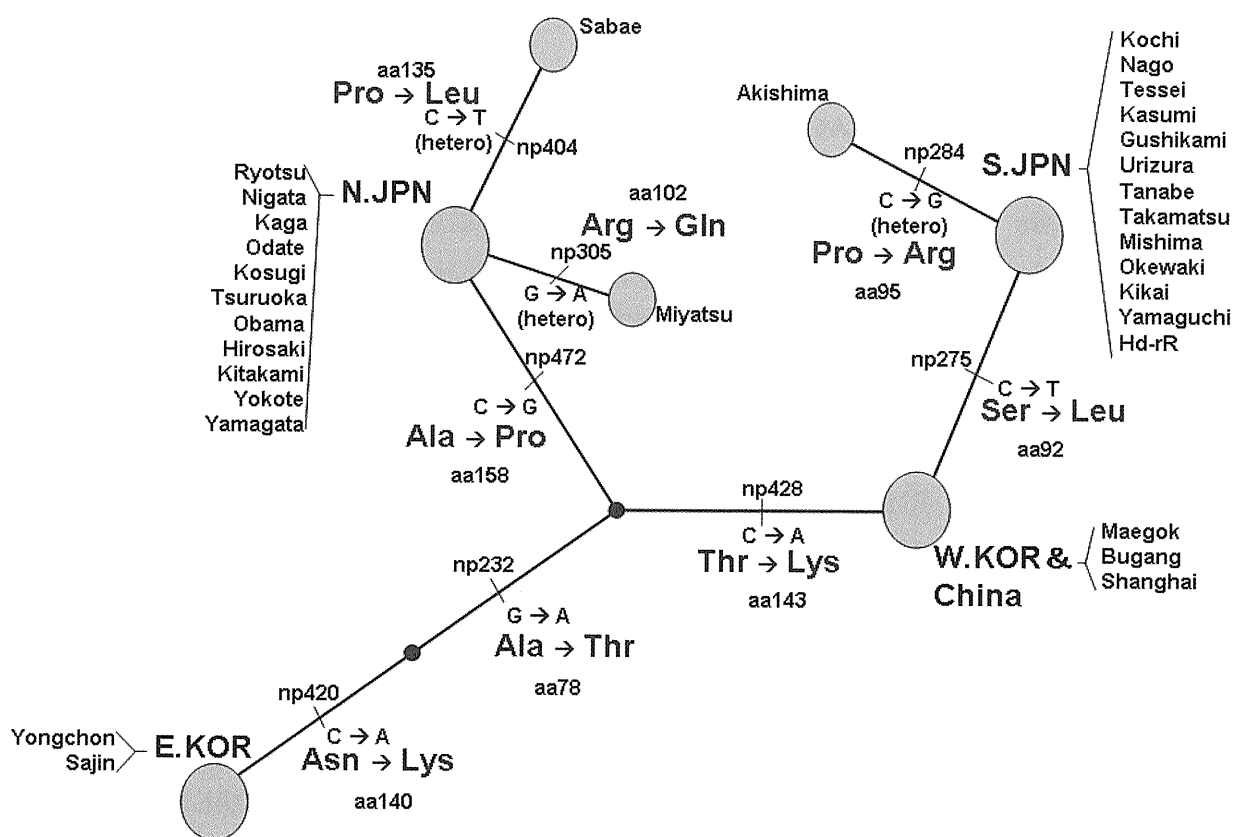 Sabae
aa135
Pro → Leu
C → T
(hetero)
np404
Ryotsu
Nigata
Kaga
Odate
Kosugi
Tsuruoka
Obama
Hirosaki
Kitakami
Yokote
Yamagata
N.JPN
aa102
Arg → Gln
np305
G → A
(hetero)
Miyatsu
np472
C → G
Ala → Pro
aa158
Akishima
np284
C → G
(hetero)
Pro → Arg
aa95
S.JPN
Kochi
Nago
Tessei
Kasumi
Gushikami
Urizura
Tanabe
Takamatsu
Mishima
Okewaki
Kikai
Yamaguchi
Hd-rR
np275
C → T
Ser → Leu
aa92
np428
C → A
Thr → Lys
aa143
W.KOR &
China
Maegok
Bugang
Shanghai
np232
G → A
Ala → Thr
aa78
np420
C → A
Asn → Lys
aa140
Yongchon
Sajin
E.KOR